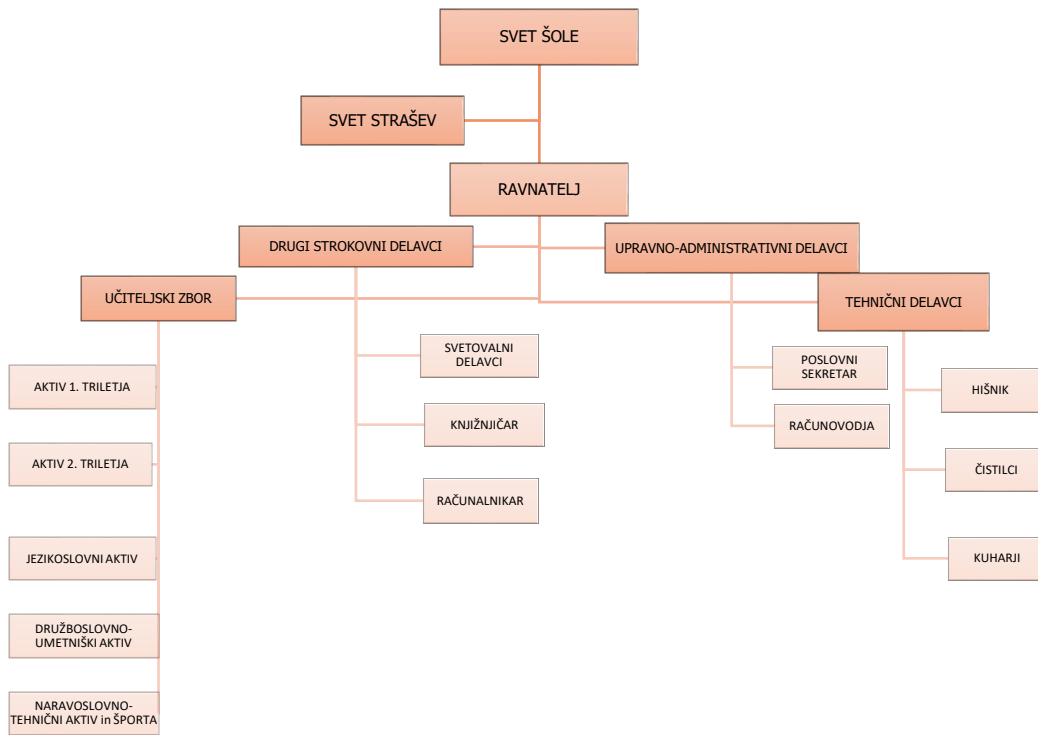 SVET ŠOLE
SVET STRAŠEV
RAVNATELJ
DRUGI STROKOVNI DELAVCI
UPRAVNO-ADMINISTRATIVNI DELAVCI
UČITELJSKI ZBOR
TEHNIČNI DELAVCI
AKTIV 1. TRILETJA
AKTIV 2. TRILETJA
JEZIKOSLOVNI AKTIV
DRUŽBOSLOVNO-
UMETNIŠKI AKTIV
NARAVOSLOVNO-
TEHNIČNI AKTIV in ŠPORTA
SVETOVALNI
DELAVCI
KNJIŽNJIČAR
RAČUNALNIKAR
POSLOVNI
SEKRETAR
RAČUNOVODJA
HIŠNIK
ČISTILCI
KUHARJI